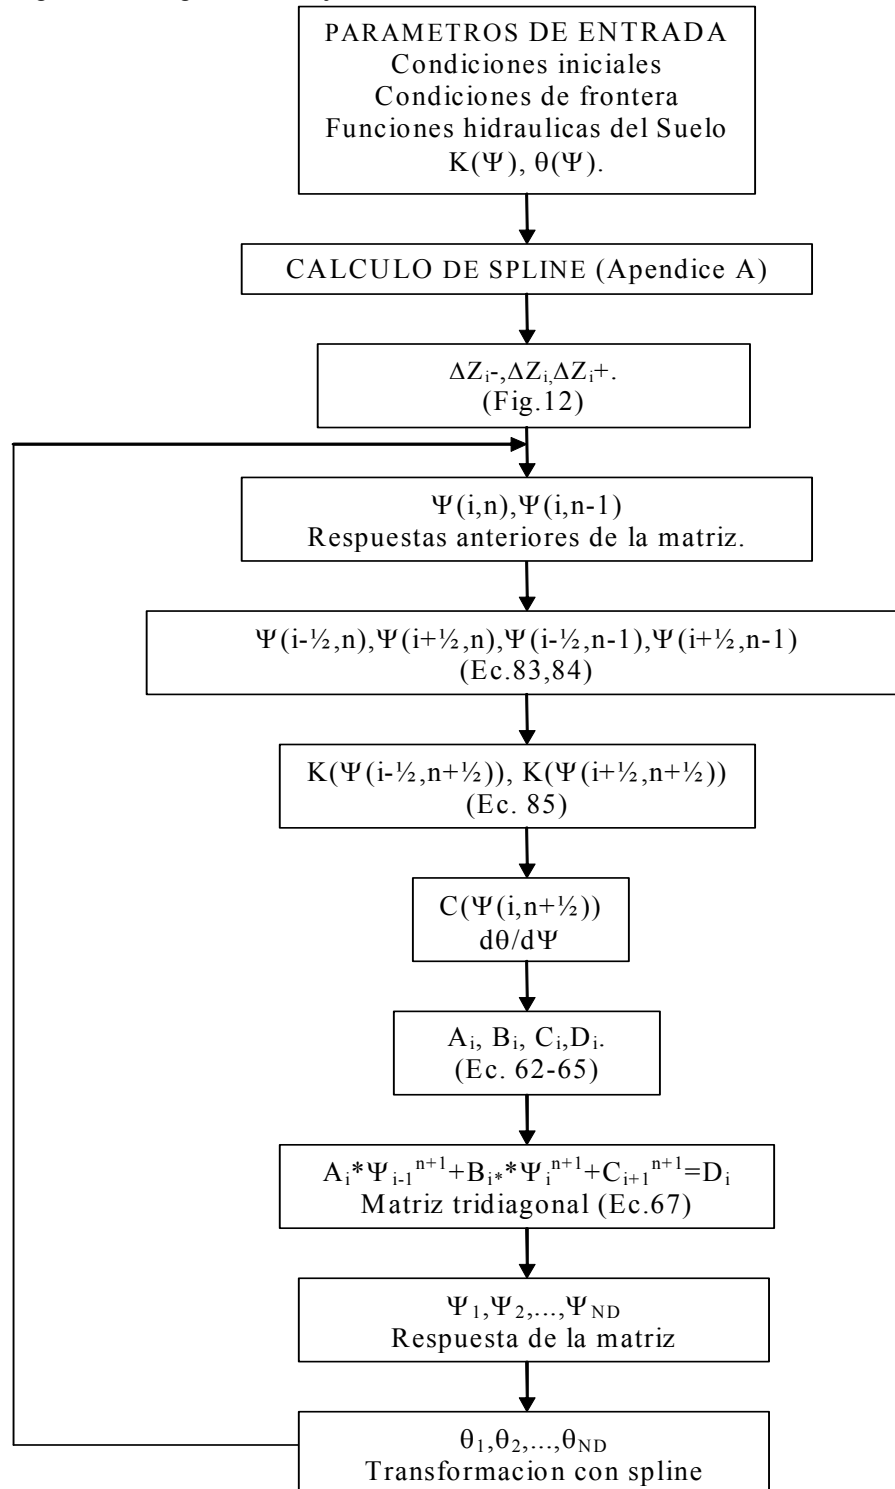 PARAMETROS DE ENTRADA
Condiciones iniciales
Condiciones de frontera
Funciones hidraulicas del Suelo
K(Ψ), θ(Ψ).
CALCULO DE SPLINE (Apendice A)
ΔZᵢ-,ΔZᵢ,ΔZᵢ+.
(Fig.12)
Ψ(i,n),Ψ(i,n-1)
Respuestas anteriores de la matriz.
Ψ(i-½,n),Ψ(i+½,n),Ψ(i-½,n-1),Ψ(i+½,n-1)
(Ec.83,84)
K(Ψ(i-½,n+½)), K(Ψ(i+½,n+½))
(Ec. 85)
C(Ψ(i,n+½))
dθ/dΨ
Aᵢ, Bᵢ, Cᵢ,Dᵢ.
(Ec. 62-65)
Aᵢ*Ψᵢ₋₁ⁿ⁺¹+Bᵢ**Ψᵢⁿ⁺¹+Cᵢ₊₁ⁿ⁺¹=Dᵢ
Matriz tridiagonal (Ec.67)
Ψ₁,Ψ₂,...,Ψ_ND
Respuesta de la matriz
θ₁,θ₂,...,θ_ND
Transformacion con spline